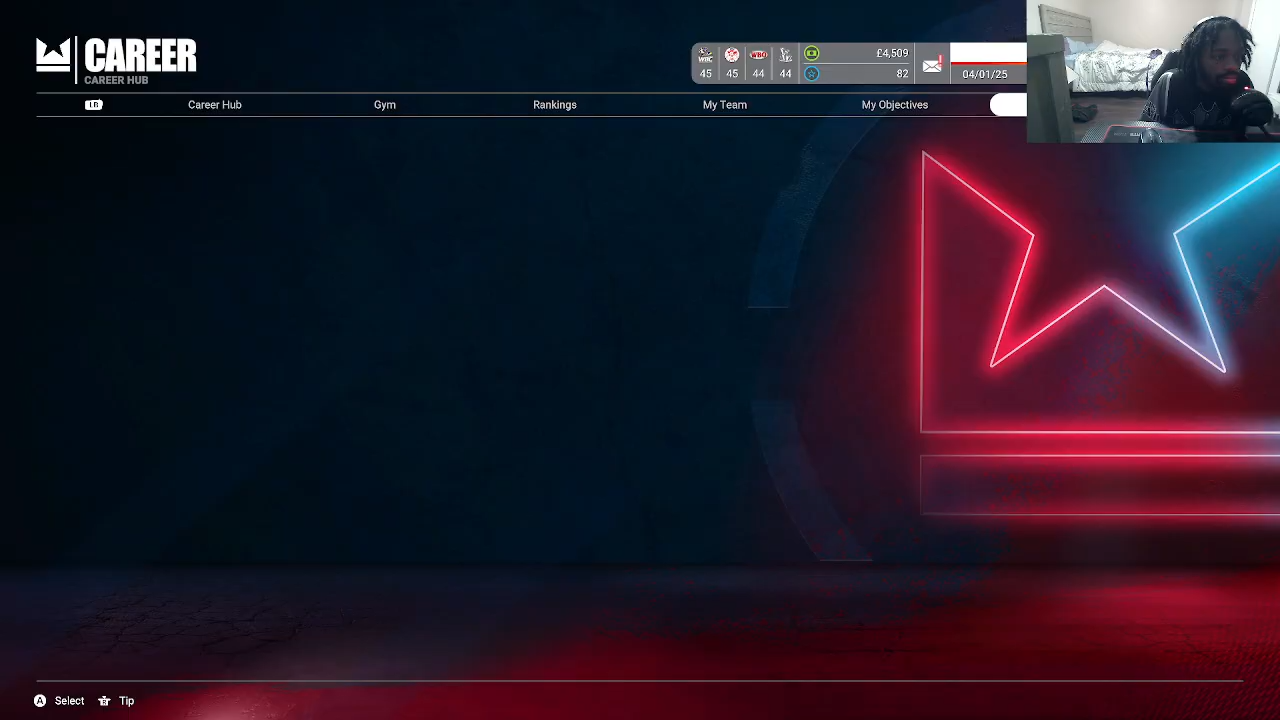 CAREER
CAREER HUB
WBC
WBO
45
45
44
44
£4,509
82
04/01/25
LB
Career Hub
Gym
Rankings
My Team
My Objectives
A Select
Tip